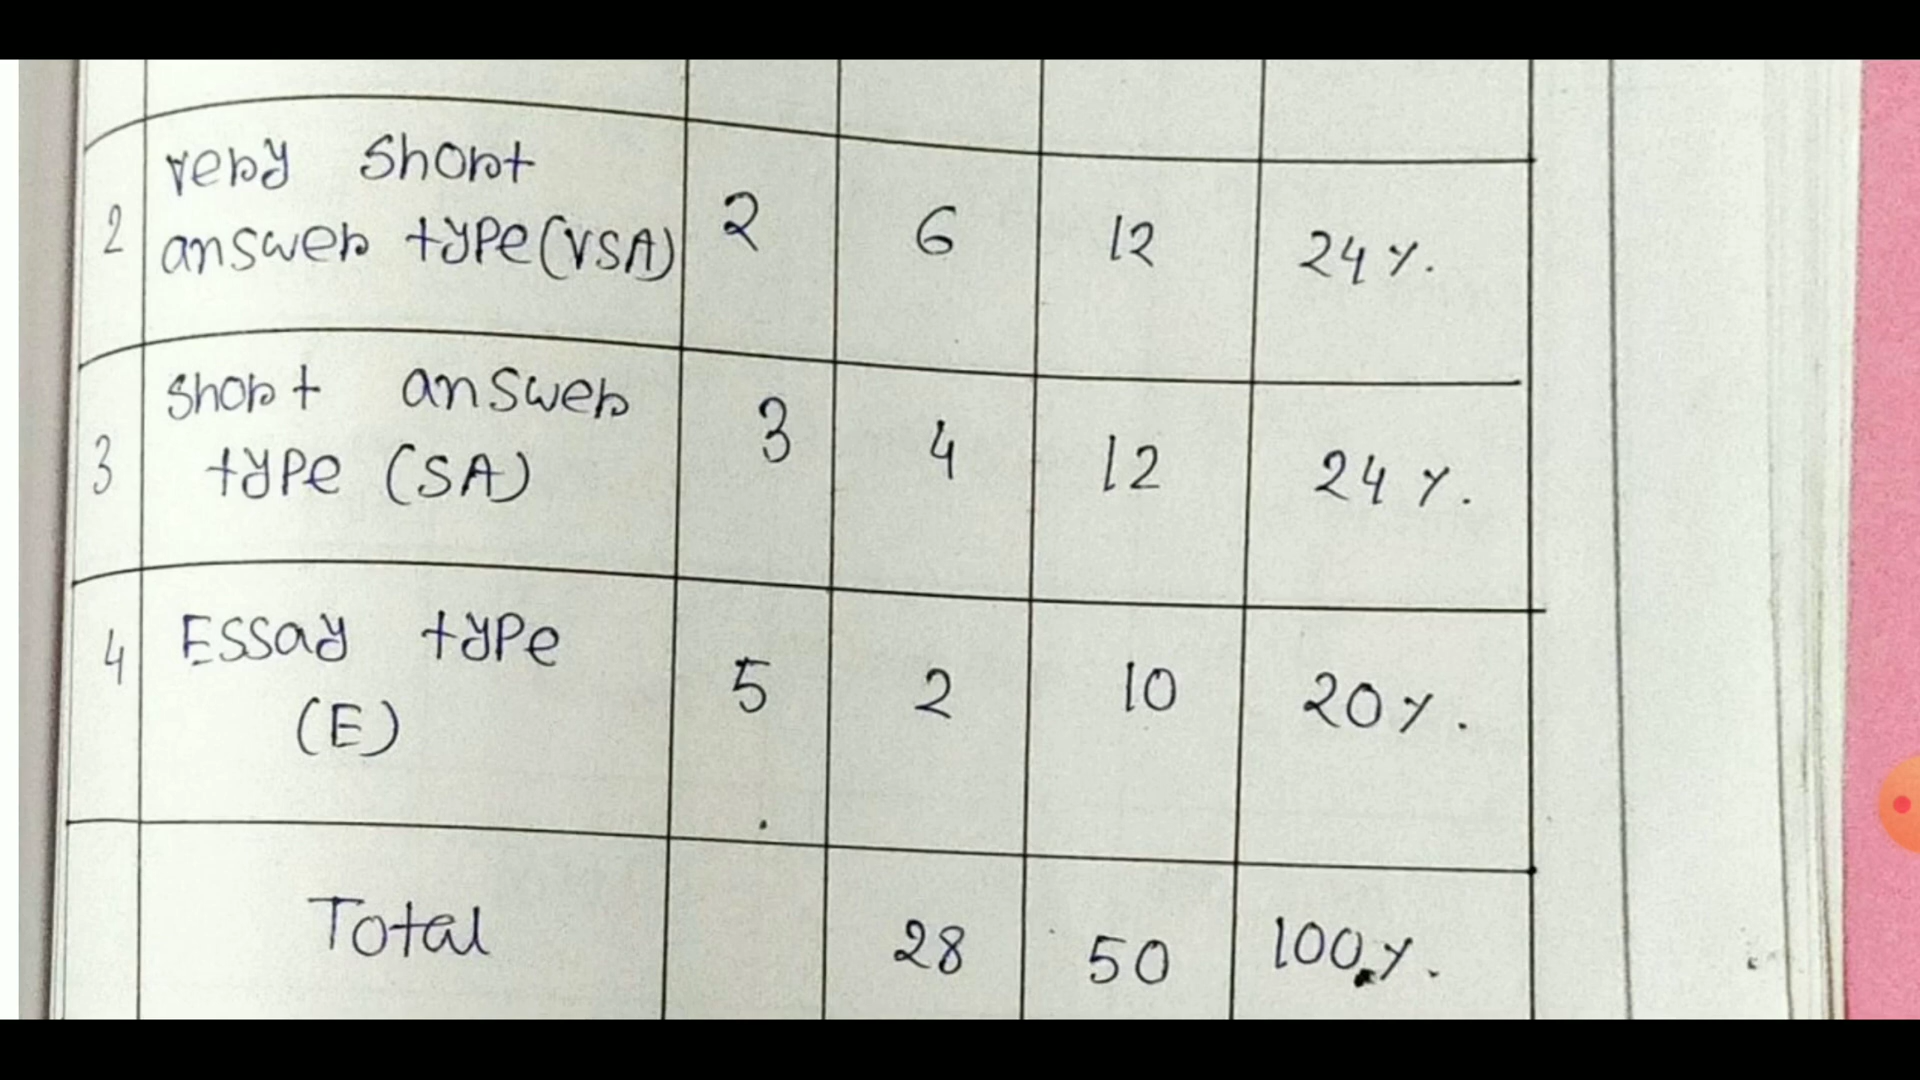 2 very short answer type (VSA) 2 6 12 24%.
3 short answer type (SA) 3 4 12 24%.
4 Essay type (E) 5 2 10 20%.
Total 28 50 100%.